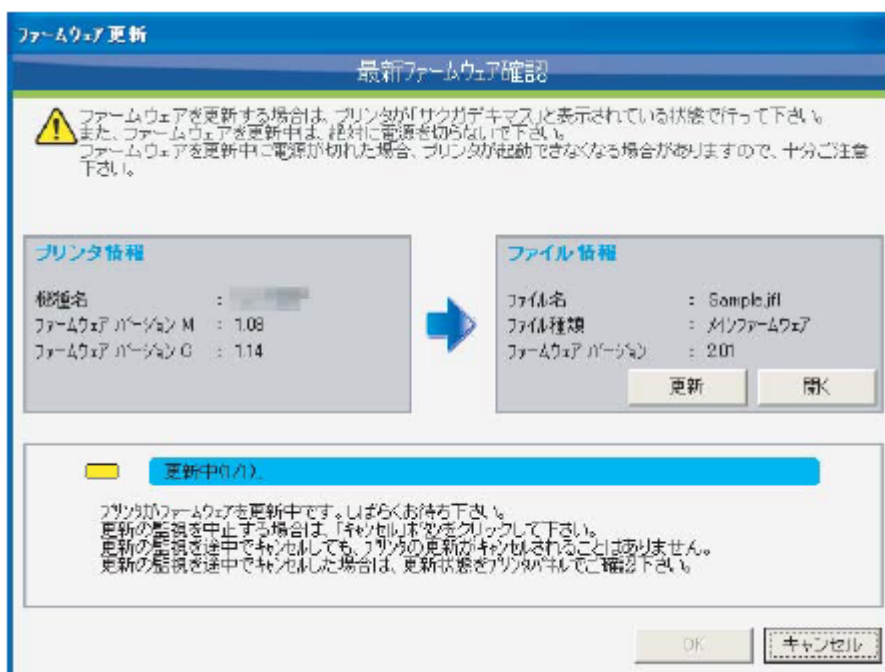 ファームウェア更新
最新ファームウェア確認
ファームウェアを更新する場合は、プリンタが「サクガデキマス」と表示されている状態で行って下さい。
また、ファームウェアを更新中は、絶対に電源を切らないで下さい。
ファームウェアを更新中に電源が切れた場合、プリンタが起動できなくなる場合がありますので、十分ご注意
下さい。
プリンタ情報
機種名 :
ファームウェア バージョン M : 1.08
ファームウェア バージョン G : 1.14
ファイル情報
ファイル名 : Sample.jfl
ファイル種類 : メインファームウェア
ファームウェア バージョン : 2.01
更新 開く
更新中(1/1)..
プリンタがファームウェアを更新中です。しばらくお待ち下さい。
更新の監視を中止する場合は、「キャンセル」ボタンをクリックして下さい。
更新の監視を途中でキャンセルしても、プリンタの更新がキャンセルされることはありません。
更新の監視を途中でキャンセルした場合は、更新状態をプリンタパネルでご確認下さい。
OK キャンセル